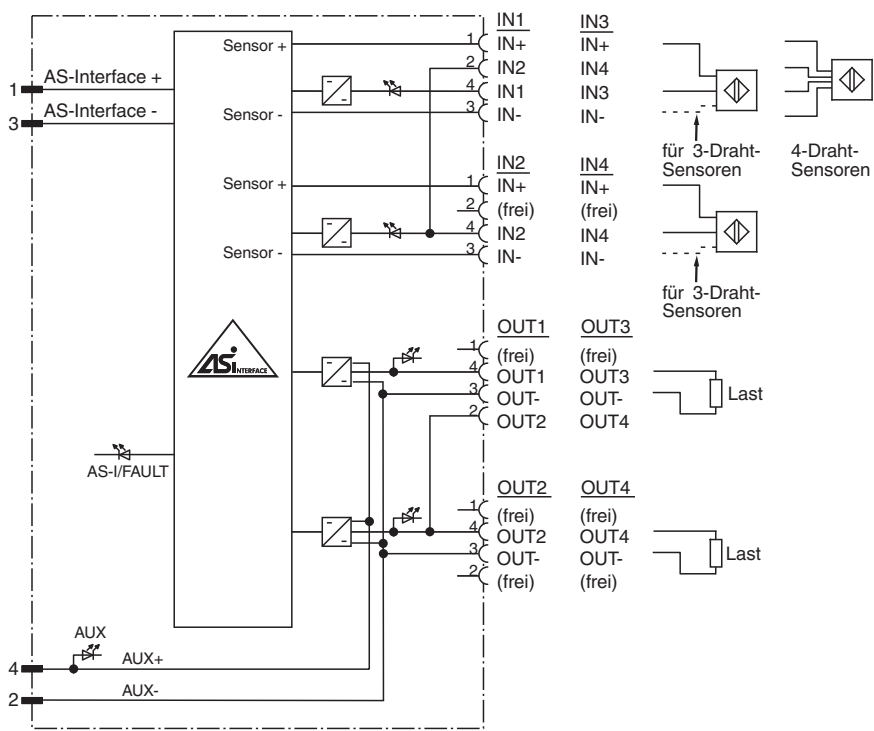 IN1 IN3
Sensor + 1 IN+ IN+
2 IN2 IN4
AS-Interface +
1 4 IN1 IN3
AS-Interface -
3 Sensor - 3 IN- IN-
für 3-Draht-
Sensoren
4-Draht-
Sensoren
IN2 IN4
Sensor + 1 IN+ IN+
2 (frei) (frei)
4 IN2 IN4
Sensor - 3 IN- IN-
für 3-Draht-
Sensoren
OUT1 OUT3
1 (frei) (frei)
ASi INTERFACE
4 OUT1 OUT3
3 OUT- OUT- Last
2 OUT2 OUT4
AS-I/FAULT
OUT2 OUT4
1 (frei) (frei)
4 OUT2 OUT4
3 OUT- OUT- Last
2 (frei) (frei)
AUX
4 AUX+
2 AUX-